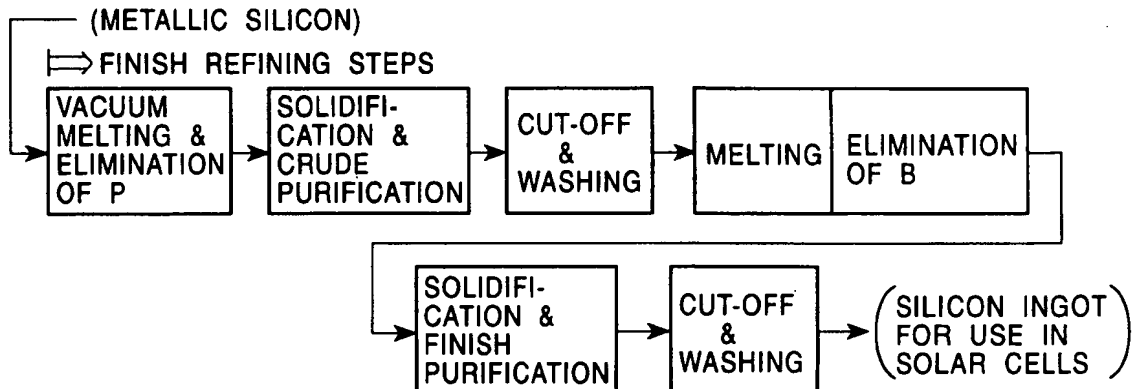 (METALLIC SILICON)
FINISH REFINING STEPS
VACUUM
MELTING &
ELIMINATION
OF P
SOLIDIFI-
CATION &
CRUDE
PURIFICATION
CUT-OFF
&
WASHING
MELTING
ELIMINATION
OF B
SOLIDIFI-
CATION &
FINISH
PURIFICATION
CUT-OFF
&
WASHING
(SILICON INGOT
FOR USE IN
SOLAR CELLS)